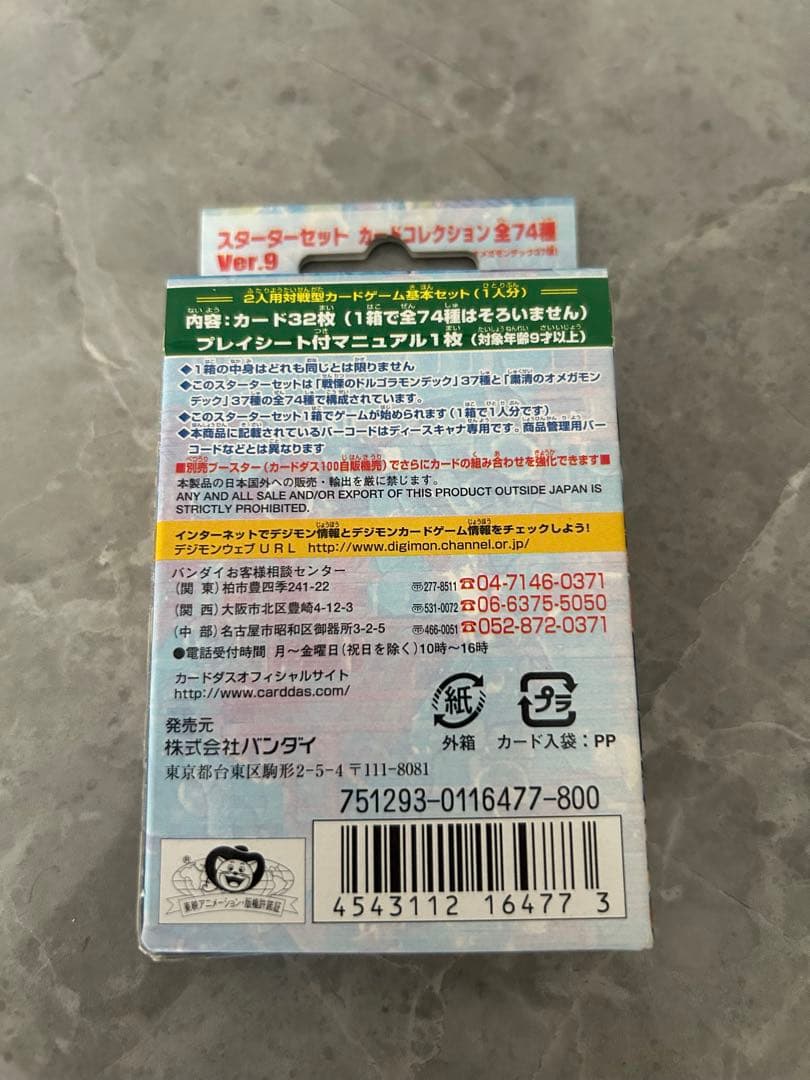 スターターセット カードコレクション 全74種
Ver.9
オメガモンデック37種)
2人用対戦型カードゲーム基本セット(1人分)
内容:カード32枚(1箱で全74種はそろいません)
プレイシート付マニュアル1枚(対象年齢9才以上)
◆1箱の中身はどれも同じとは限りません
◆このスターターセットは「戦慄のドルゴラモンデック」37種と「粛清のオメガモン
デック」37種の全74種で構成されています。
◆このスターターセット1箱でゲームが始められます(1箱で1人分です)
◆本商品に記載されているバーコードはディースキャナ専用です。商品管理用バー
コードなどとは異なります
■別売ブースター(カードダス100自販機売)でさらにカードの組み合わせを強化できます■
本製品の日本国外への販売・輸出を厳に禁じます。
ANY AND ALL SALE AND/OR EXPORT OF THIS PRODUCT OUTSIDE JAPAN IS
STRICTLY PROHIBITED.
インターネットでデジモン情報とデジモンカードゲーム情報をチェックしよう!
デジモンウェブURL http://www.digimon.channel.or.jp/
バンダイお客様相談センター
(関 東)柏市豊四季241-22 〒277-8511 ☎04-7146-0371
(関 西)大阪市北区豊崎4-12-3 〒531-0072 ☎06-6375-5050
(中 部)名古屋市昭和区御器所3-2-5 〒466-0051 ☎052-872-0371
●電話受付時間 月〜金曜日(祝日を除く)10時〜16時
カードダスオフィシャルサイト
http://www.carddas.com/
紙 プラ
外箱 カード入袋:PP
発売元
株式会社バンダイ
東京都台東区駒形2-5-4 〒111-8081
751293-0116477-800
4543112 164773
®
東映アニメーション・版権許諾証